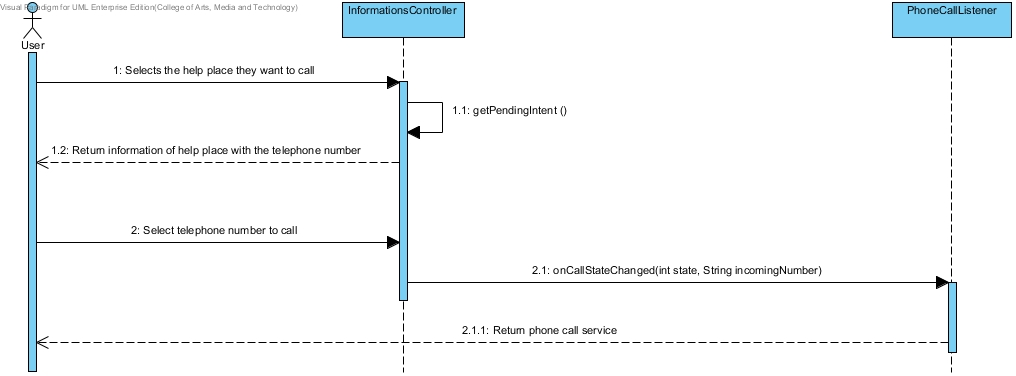 Visual Paradigm for UML Enterprise Edition(College of Arts, Media and Technology)
InformationsController
PhoneCallListener
User
1: Selects the help place they want to call
1.1: getPendingIntent ()
1.2: Return information of help place with the telephone number
2: Select telephone number to call
2.1: onCallStateChanged(int state, String incomingNumber)
2.1.1: Return phone call service